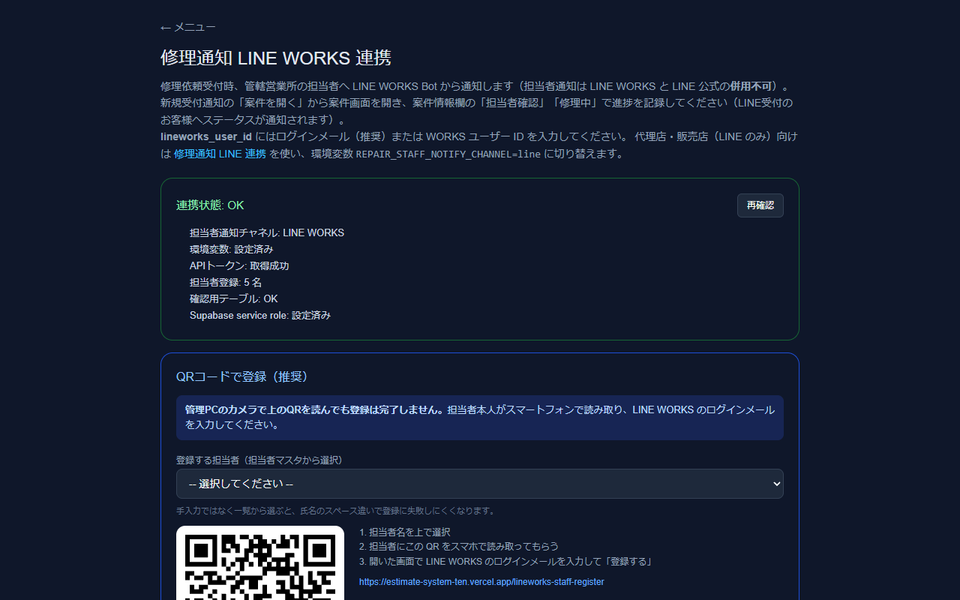 ← メニュー
修理通知 LINE WORKS 連携
修理依頼受付時、管轄営業所の担当者へ LINE WORKS Bot から通知します（担当者通知は LINE WORKS と LINE 公式の併用不可）。
新規受付通知の「案件を開く」から案件画面を開き、案件情報欄の「担当者確認」「修理中」で進捗を記録してください（LINE受付の
お客様へステータスが通知されます）。
lineworks_user_id にはログインメール（推奨）または WORKS ユーザー ID を入力してください。 代理店・販売店（LINE のみ）向け
は 修理通知 LINE 連携 を使い、環境変数 REPAIR_STAFF_NOTIFY_CHANNEL=line に切り替えます。
連携状態: OK
再確認
担当者通知チャネル: LINE WORKS
環境変数: 設定済み
APIトークン: 取得成功
担当者登録: 5 名
確認用テーブル: OK
Supabase service role: 設定済み
QRコードで登録（推奨）
管理PCのカメラで上のQRを読んでも登録は完了しません。担当者本人がスマートフォンで読み取り、LINE WORKS のログインメール
を入力してください。
登録する担当者（担当者マスタから選択）
-- 選択してください --
手入力ではなく一覧から選ぶと、氏名のスペース違いで登録に失敗しにくくなります。
1. 担当者名を上で選択
2. 担当者にこの QR をスマホで読み取ってもらう
3. 開いた画面で LINE WORKS のログインメールを入力して「登録する」
https://estimate-system-ten.vercel.app/lineworks-staff-register